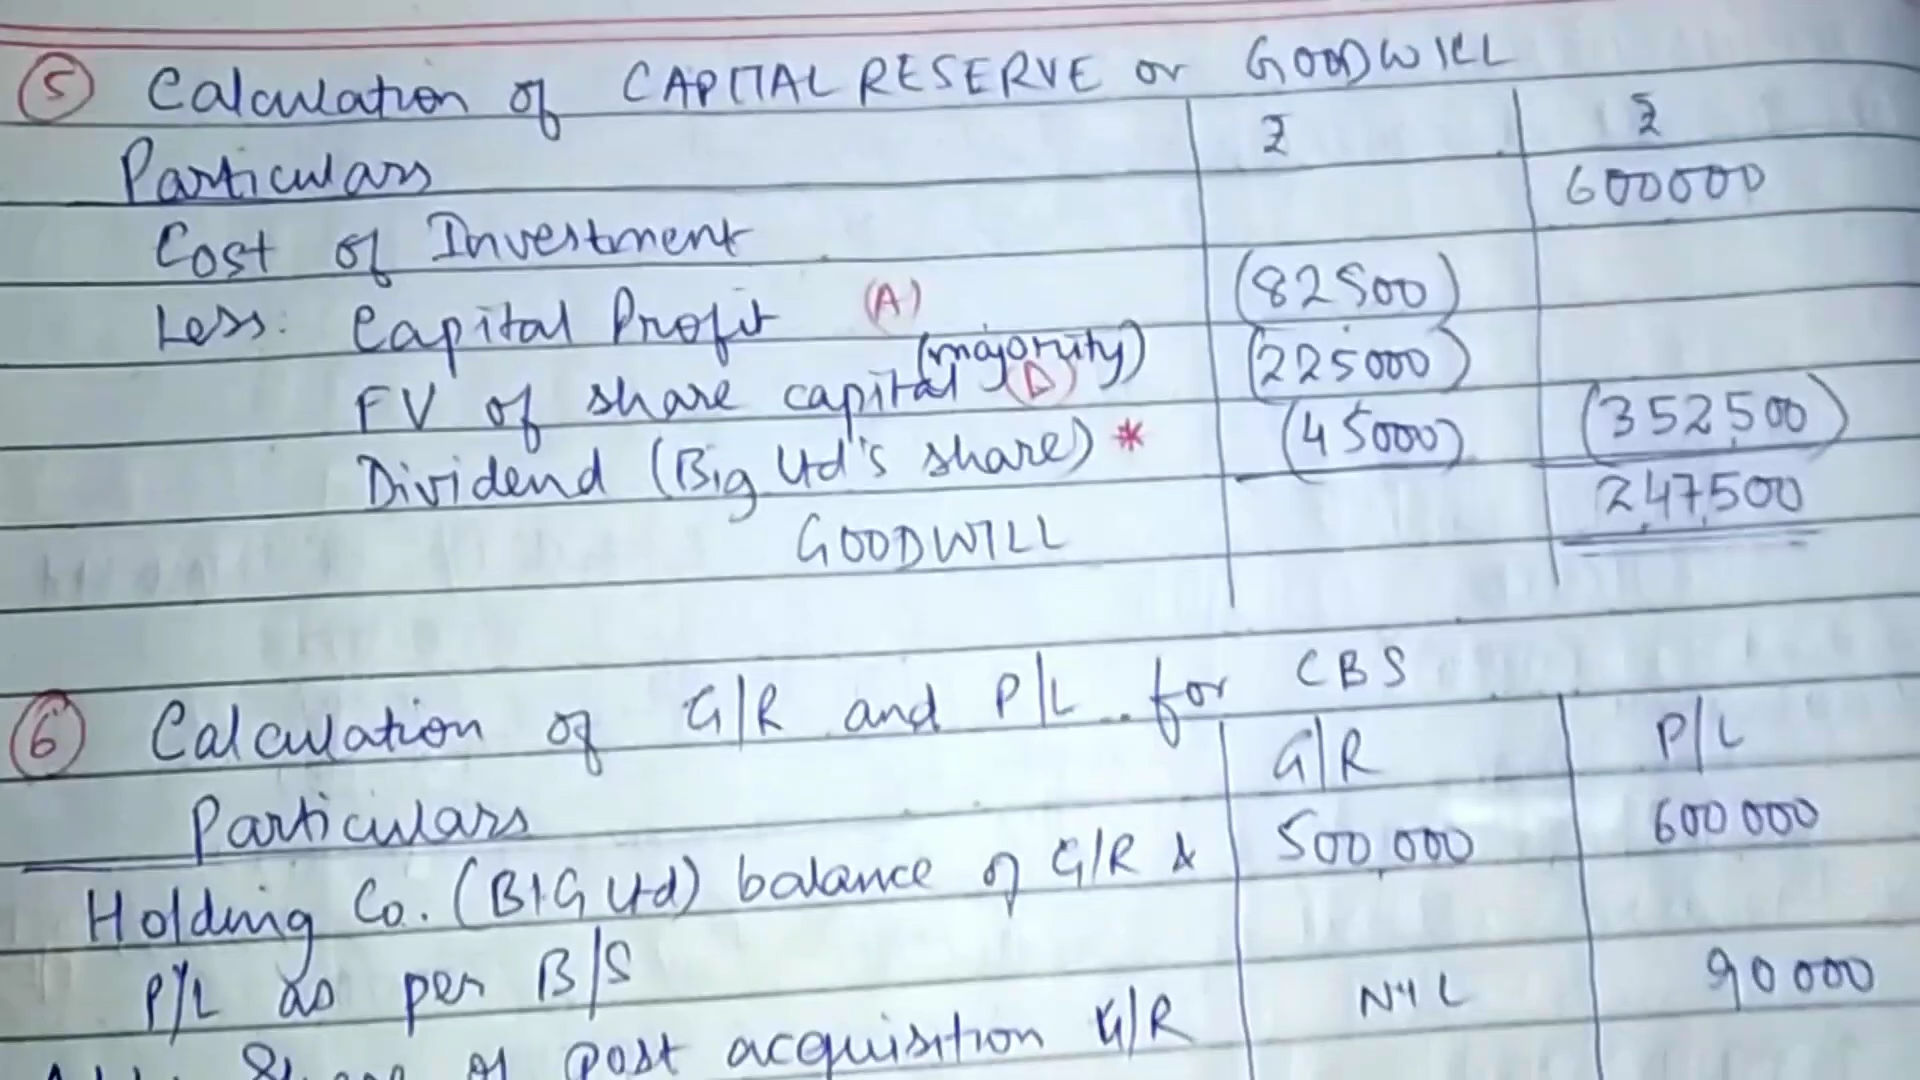 5 Calculation of CAPITAL RESERVE or GOODWILL
Particulars ₹ ₹
Cost of Investment 600000
Less: Capital Profit (A) (82500)
FV of share capital (majority) (D) (225000)
Dividend (Big Ltd's share) * (45000) (352500)
GOODWILL 247500
6 Calculation of G/R and P/L for CBS
Particulars G/R P/L
Holding Co. (BIG Ltd) balance of G/R & 500000 600000
P/L as per B/S
Share of post acquisition G/R NIL 90000